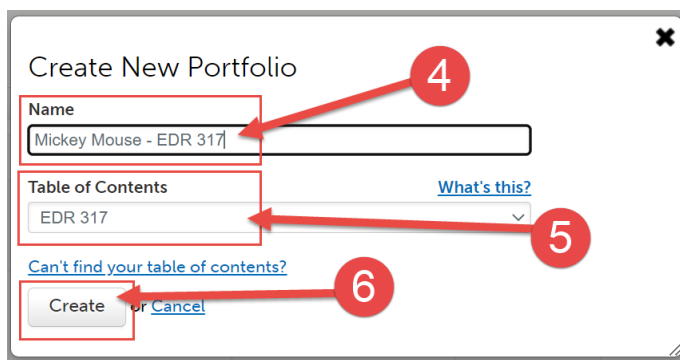 Create New Portfolio
4
Name
Mickey Mouse - EDR 317
Table of Contents What's this?
EDR 317
5
Can't find your table of contents?
6
Create or Cancel